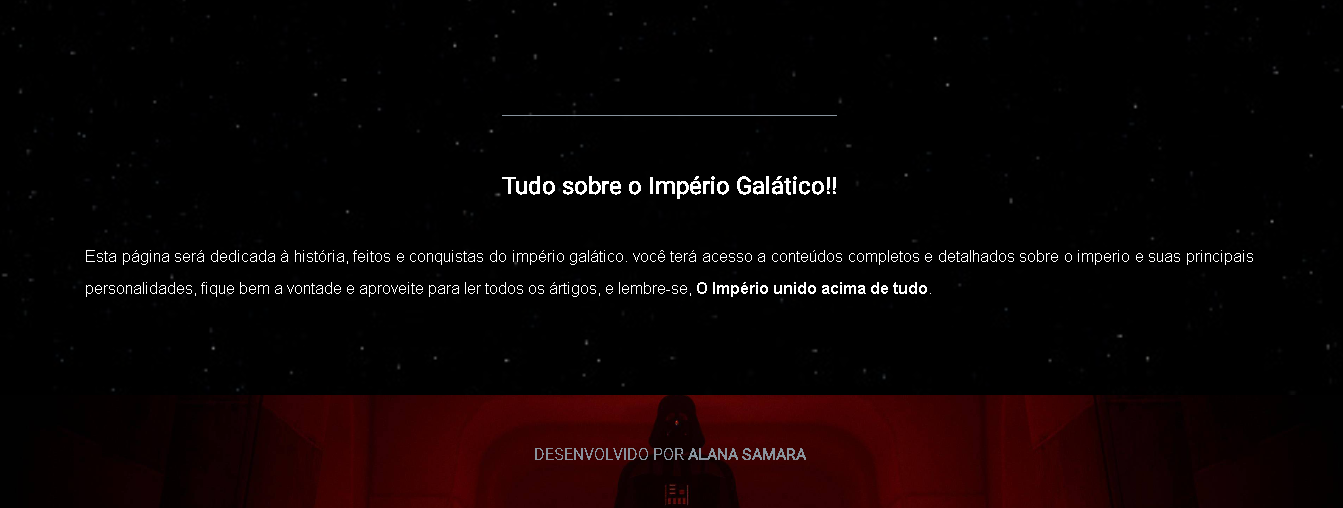 Tudo sobre o Império Galático!!
Esta página será dedicada à história, feitos e conquistas do império galático. você terá acesso a conteúdos completos e detalhados sobre o imperio e suas principais
personalidades, fique bem a vontade e aproveite para ler todos os ártigos, e lembre-se, O Império unido acima de tudo.
DESENVOLVIDO POR ALANA SAMARA